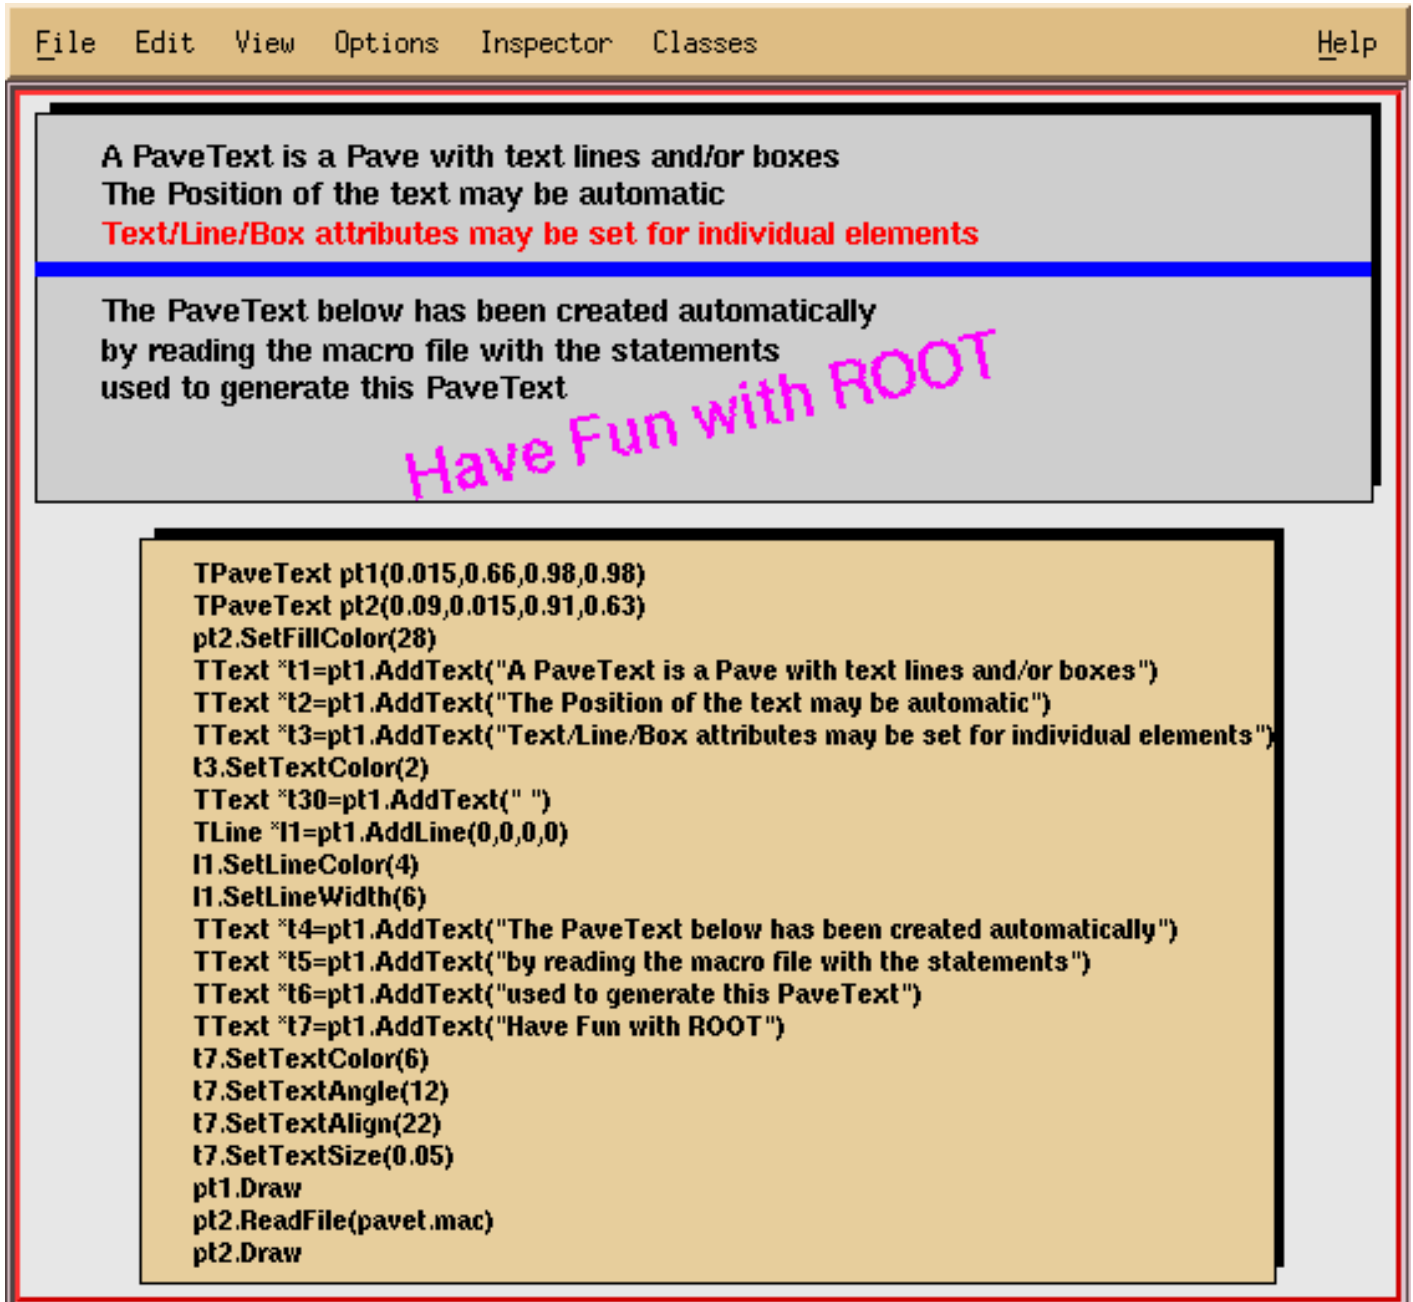 File Edit View Options Inspector Classes Help
A PaveText is a Pave with text lines and/or boxes
The Position of the text may be automatic
Text/Line/Box attributes may be set for individual elements
The PaveText below has been created automatically
by reading the macro file with the statements
used to generate this PaveText
Have Fun with ROOT
TPaveText pt1(0.015,0.66,0.98,0.98)
TPaveText pt2(0.09,0.015,0.91,0.63)
pt2.SetFillColor(28)
TText *t1=pt1.AddText("A PaveText is a Pave with text lines and/or boxes")
TText *t2=pt1.AddText("The Position of the text may be automatic")
TText *t3=pt1.AddText("Text/Line/Box attributes may be set for individual elements")
t3.SetTextColor(2)
TText *t30=pt1.AddText(" ")
TLine *l1=pt1.AddLine(0,0,0,0)
l1.SetLineColor(4)
l1.SetLineWidth(6)
TText *t4=pt1.AddText("The PaveText below has been created automatically")
TText *t5=pt1.AddText("by reading the macro file with the statements")
TText *t6=pt1.AddText("used to generate this PaveText")
TText *t7=pt1.AddText("Have Fun with ROOT")
t7.SetTextColor(6)
t7.SetTextAngle(12)
t7.SetTextAlign(22)
t7.SetTextSize(0.05)
pt1.Draw
pt2.ReadFile(pavet.mac)
pt2.Draw